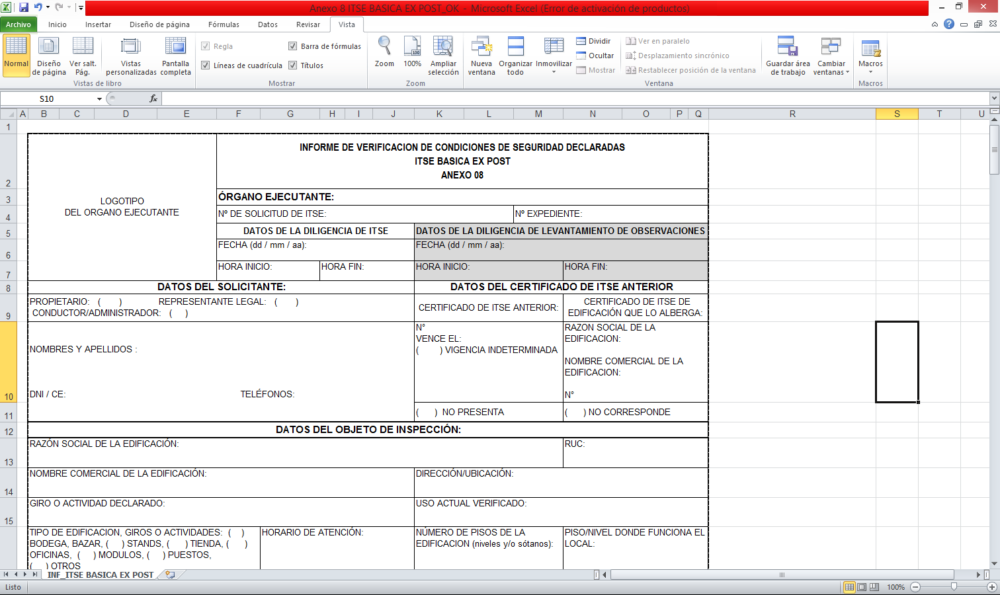 Anexo 8 ITSE BASICA EX POST_OK - Microsoft Excel (Error de activación de productos)
Archivo Inicio Insertar Diseño de página Fórmulas Datos Revisar Vista
Normal
Diseño de página
Ver salt. Pág.
Vistas personalizadas
Pantalla completa
Vistas de libro
Regla
Barra de fórmulas
Líneas de cuadrícula
Títulos
Mostrar
Zoom
100%
Ampliar selección
Zoom
Nueva ventana
Organizar todo
Inmovilizar
Dividir
Ocultar
Mostrar
Ver en paralelo
Desplazamiento sincrónico
Restablecer posición de la ventana
Ventana
Guardar área de trabajo
Cambiar ventanas
Macros
Macros
S10
fx
A B C D E F G H I J K L M N O P Q R S T U
1
2
3
4
5
6
7
8
9
10
11
12
13
14
15
LOGOTIPO
DEL ORGANO EJECUTANTE
INFORME DE VERIFICACION DE CONDICIONES DE SEGURIDAD DECLARADAS
ITSE BASICA EX POST
ANEXO 08
ÓRGANO EJECUTANTE:
Nº DE SOLICITUD DE ITSE:
Nº EXPEDIENTE:
DATOS DE LA DILIGENCIA DE ITSE
DATOS DE LA DILIGENCIA DE LEVANTAMIENTO DE OBSERVACIONES
FECHA (dd / mm / aa):
FECHA (dd / mm / aa):
HORA INICIO:
HORA FIN:
HORA INICIO:
HORA FIN:
DATOS DEL SOLICITANTE:
DATOS DEL CERTIFICADO DE ITSE ANTERIOR
PROPIETARIO: ( ) REPRESENTANTE LEGAL: ( )
CONDUCTOR/ADMINISTRADOR: ( )
CERTIFICADO DE ITSE ANTERIOR:
CERTIFICADO DE ITSE DE
EDIFICACIÓN QUE LO ALBERGA:
NOMBRES Y APELLIDOS :
DNI / CE: TELÉFONOS:
N°
VENCE EL:
( ) VIGENCIA INDETERMINADA
RAZON SOCIAL DE LA
EDIFICACION:
NOMBRE COMERCIAL DE LA
EDIFICACION:
N°
( ) NO PRESENTA
( ) NO CORRESPONDE
DATOS DEL OBJETO DE INSPECCIÓN:
RAZÓN SOCIAL DE LA EDIFICACIÓN:
RUC:
NOMBRE COMERCIAL DE LA EDIFICACIÓN:
DIRECCIÓN/UBICACIÓN:
GIRO O ACTIVIDAD DECLARADO:
USO ACTUAL VERIFICADO:
TIPO DE EDIFICACION, GIROS O ACTIVIDADES: ( )
BODEGA, BAZAR, ( ) STANDS, ( ) TIENDA, ( )
OFICINAS, ( ) MODULOS, ( ) PUESTOS,
( ) OTROS
HORARIO DE ATENCIÓN:
NÚMERO DE PISOS DE LA
EDIFICACION (niveles y/o sótanos):
PISO/NIVEL DONDE FUNCIONA EL
LOCAL:
INF_ITSE BASICA EX POST
Listo
100%